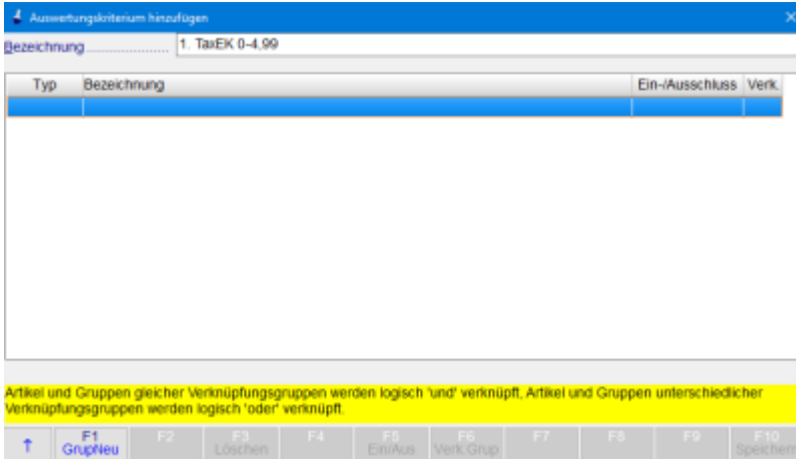 Auswertungskriterium hinzufügen
Bezeichnung 1. TaxEK 0-4,99
Typ Bezeichnung Ein-/Ausschluss Verk.
Artikel und Gruppen gleicher Verknüpfungsgruppen werden logisch 'und' verknüpft, Artikel und Gruppen unterschiedlicher
Verknüpfungsgruppen werden logisch 'oder' verknüpft.
F1 F2 F3 F4 F5 F6 F7 F8 F9 F10
GrupNeu Löschen Ein/Aus Verk.Grup Speichern